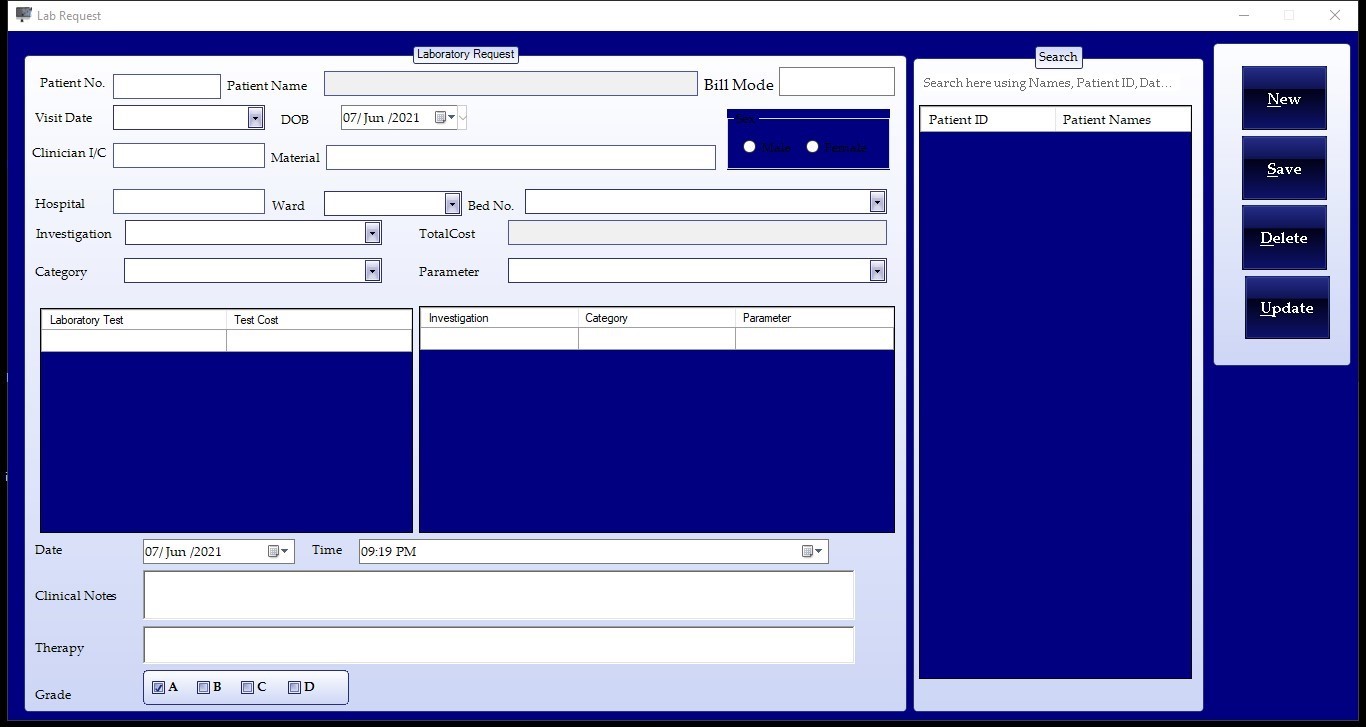 Lab Request
Laboratory Request
Patient No.
Patient Name
Bill Mode
Visit Date
DOB
07/ Jun /2021
Male
Female
Clinician I/C
Material
Hospital
Ward
Bed No.
Investigation
TotalCost
Category
Parameter
Laboratory Test
Test Cost
Investigation
Category
Parameter
Date
07/ Jun /2021
Time
09:19 PM
Clinical Notes
Therapy
Grade
A
B
C
D
Search
Search here using Names, Patient ID, Dat...
Patient ID
Patient Names
New
Save
Delete
Update